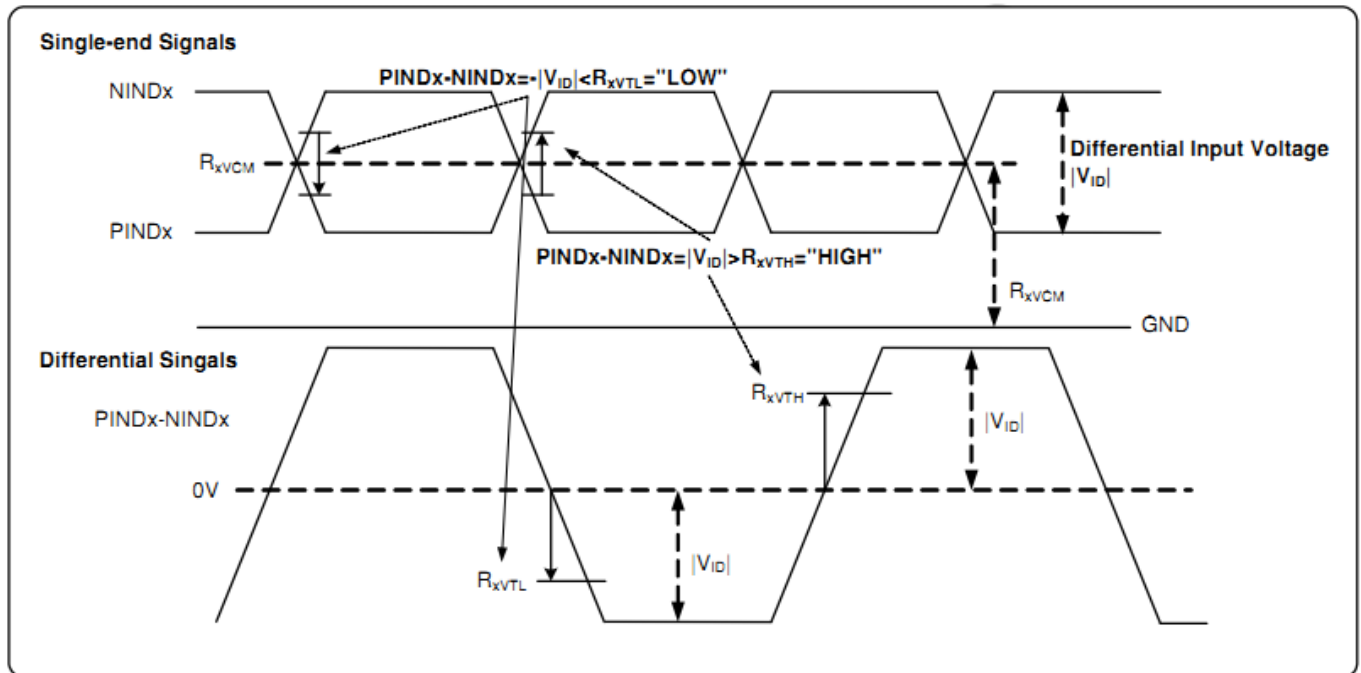 Single-end Signals
PINDx-NINDx=-|VID|<RxVTL="LOW"
NINDx
Differential Input Voltage
|VID|
RxVCM
PINDx
PINDx-NINDx=|VID|>RxVTH="HIGH"
RxVCM
GND
Differential Singals
RxVTH
PINDx-NINDx
|VID|
0V
|VID|
RxVTL